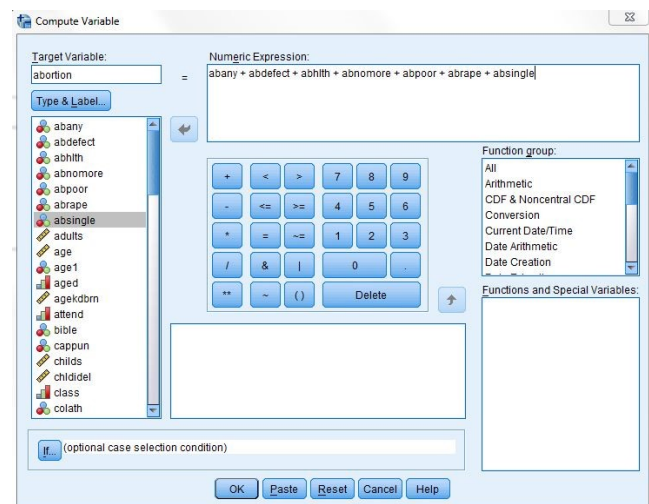 Compute Variable
Target Variable:
abortion
=
Numeric Expression:
abany + abdefect + abhlth + abnomore + abpoor + abrape + absingle
Type & Label...
abany
abdefect
abhlth
abnomore
abpoor
abrape
absingle
adults
age
age1
aged
agekdbrn
attend
bible
cappun
childs
chldidel
class
colath
+ < > 7 8 9
- <= >= 4 5 6
* = ~= 1 2 3
/ & | 0 .
** ~ ( ) Delete
Function group:
All
Arithmetic
CDF & Noncentral CDF
Conversion
Current Date/Time
Date Arithmetic
Date Creation
Functions and Special Variables:
If... (optional case selection condition)
OK Paste Reset Cancel Help